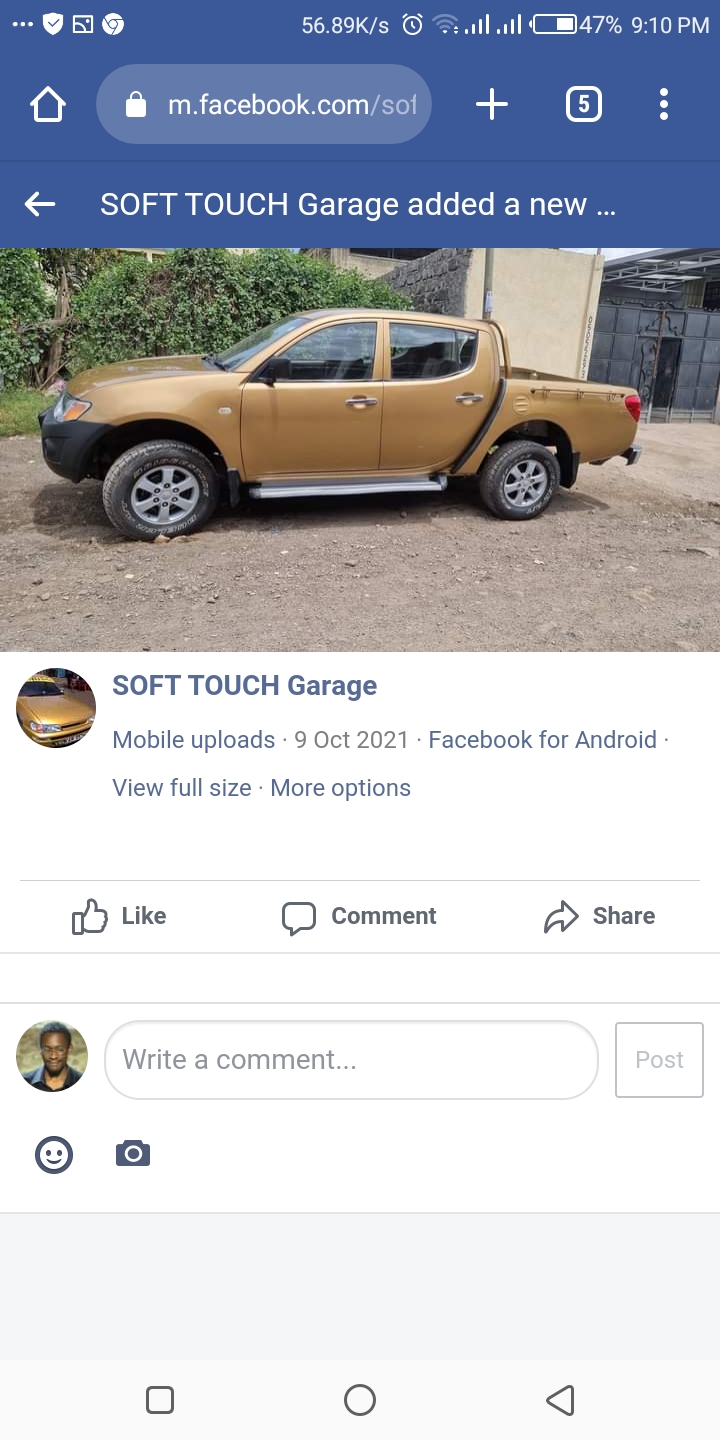 56.89K/s 47% 9:10 PM
m.facebook.com/sof
5
SOFT TOUCH Garage added a new ...
SOFT TOUCH Garage
Mobile uploads · 9 Oct 2021 · Facebook for Android ·
View full size · More options
Like Comment Share
Write a comment... Post